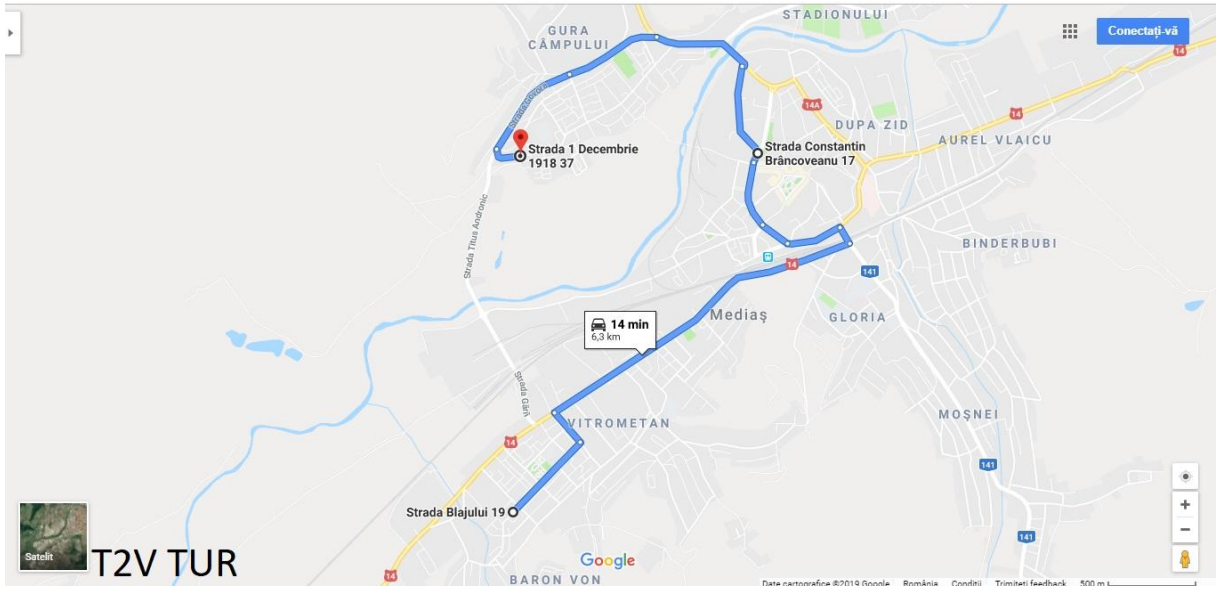 STADIONULUI
GURA
CÂMPULUI
Conectați-vă
14
14A
14
DUPA ZID
AUREL VLAICU
Strada 1 Decembrie
1918 37
Strada Constantin
Brâncoveanu 17
Strada Titus Andronic
BINDERBUBI
14
141
Mediaș
GLORIA
14 min
6,3 km
Strada Gării
VITROMETAN
MOȘNEI
14
141
Strada Blajului 19
141
Satelit
T2V TUR
Google
14
BARON VON
Date cartografice ©2019 Google România Condiții Trimiteți feedback 500 m